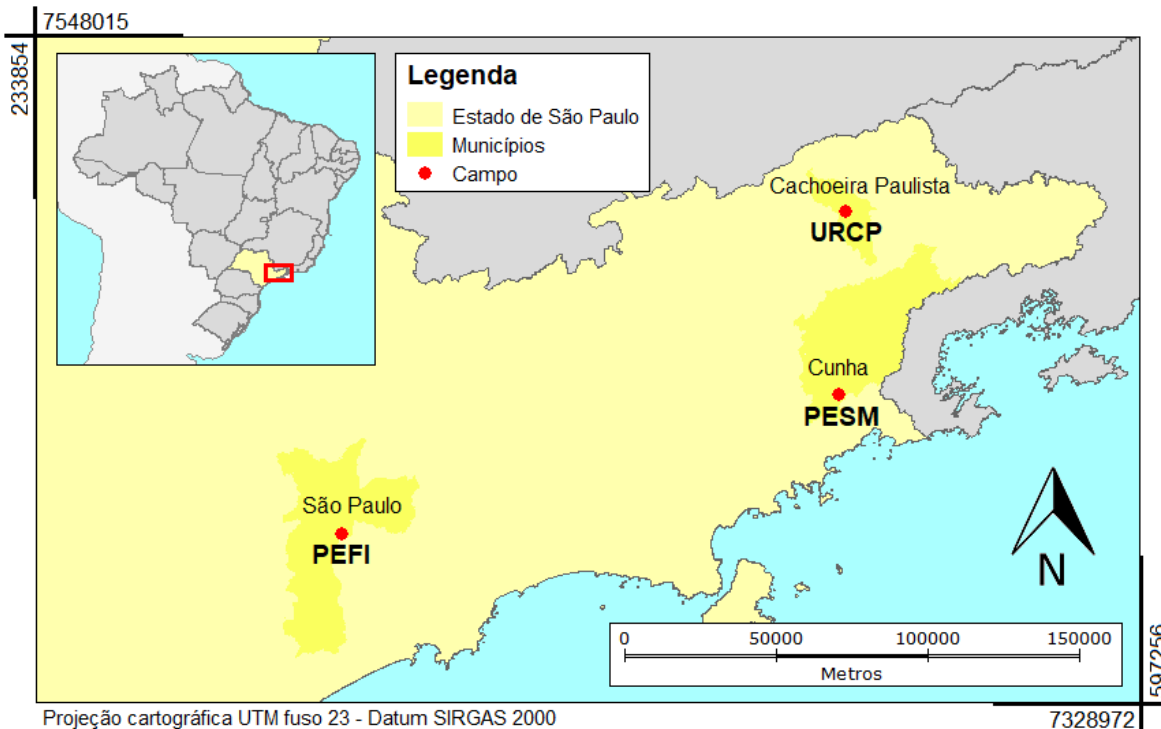 7548015
233854
Legenda
Estado de São Paulo
Municípios
Campo
Cachoeira Paulista
URCP
Cunha
PESM
São Paulo
PEFI
N
0 50000 100000 150000
Metros
597256
Projeção cartográfica UTM fuso 23 - Datum SIRGAS 2000
7328972